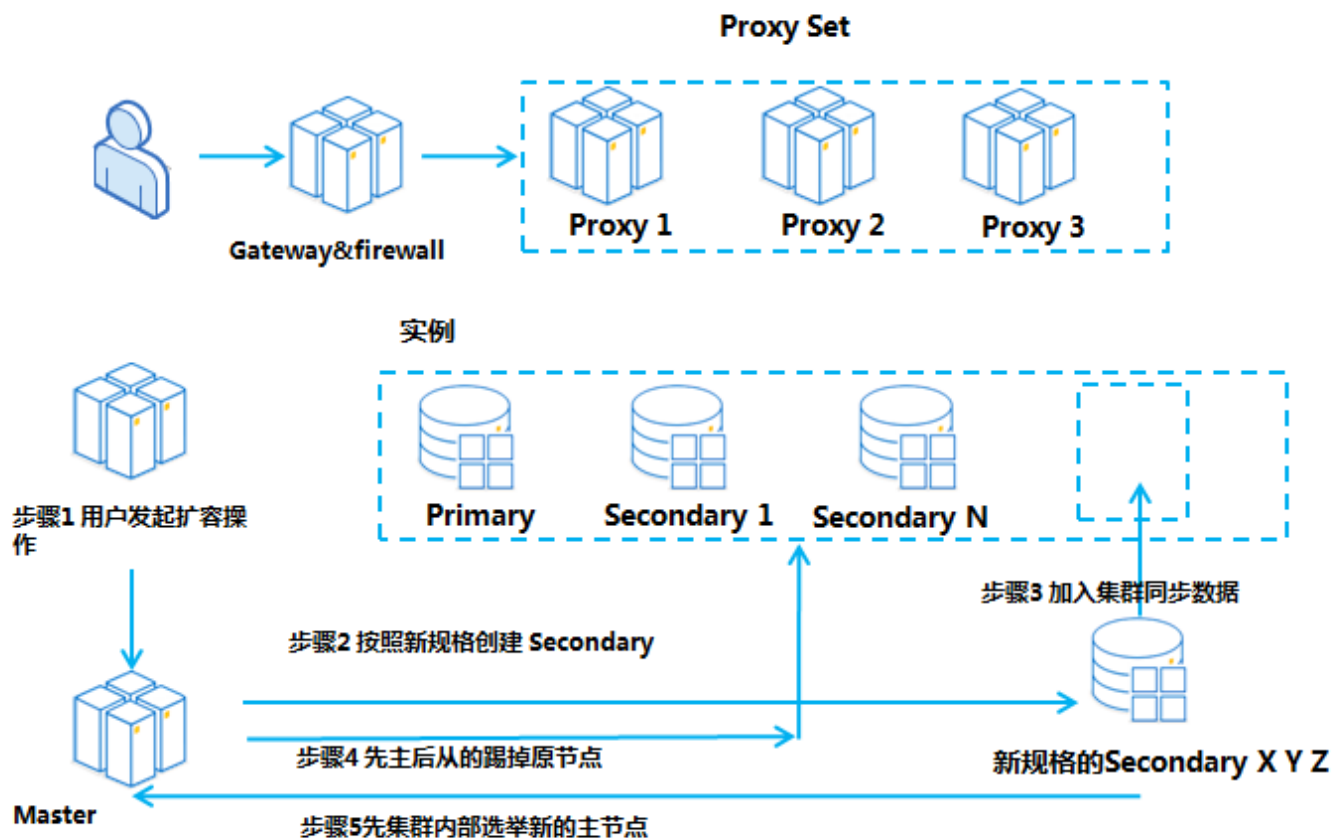 Proxy Set
Proxy 1
Proxy 2
Proxy 3
Gateway&firewall
实例
Primary
Secondary 1
Secondary N
步骤1 用户发起扩容操
作
步骤3 加入集群同步数据
步骤2 按照新规格创建 Secondary
步骤4 先主后从的踢掉原节点
新规格的Secondary X Y Z
Master
步骤5先集群内部选举新的主节点